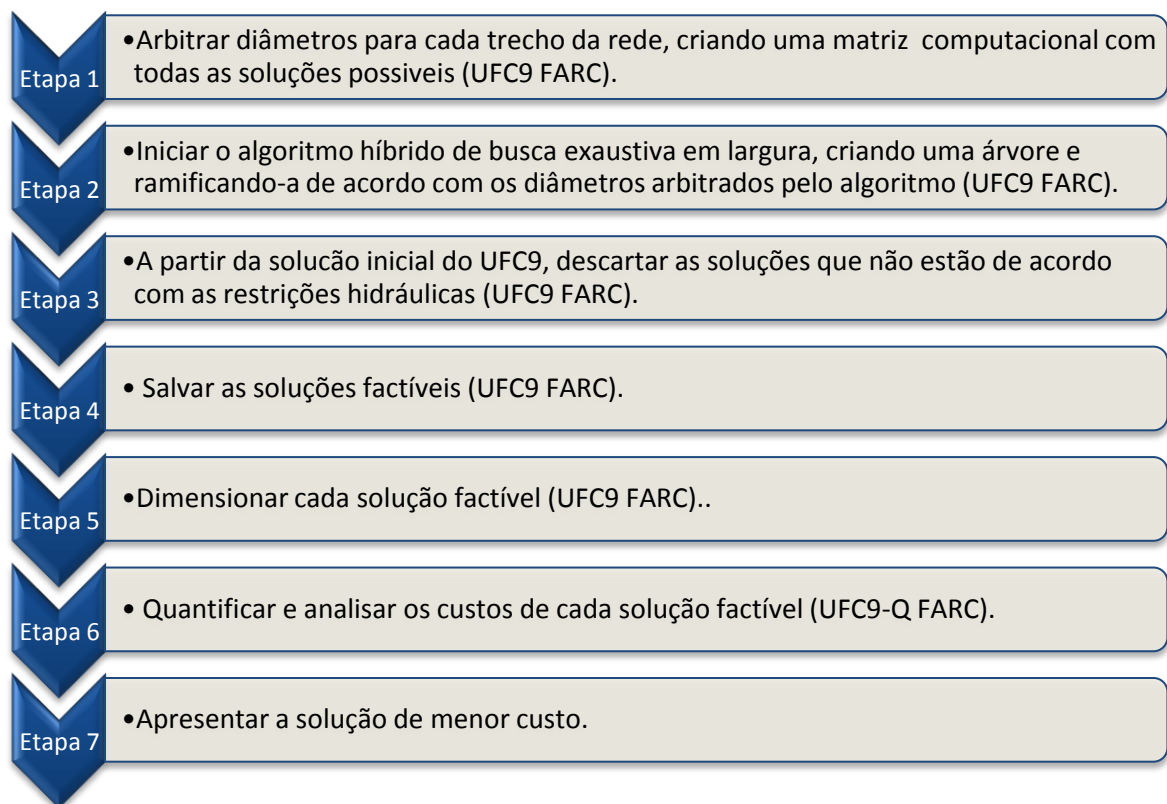 Etapa 1
•Arbitrar diâmetros para cada trecho da rede, criando uma matriz computacional com
todas as soluções possiveis (UFC9 FARC).
Etapa 2
•Iniciar o algoritmo híbrido de busca exaustiva em largura, criando uma árvore e
ramificando-a de acordo com os diâmetros arbitrados pelo algoritmo (UFC9 FARC).
Etapa 3
•A partir da solucão inicial do UFC9, descartar as soluções que não estão de acordo
com as restrições hidráulicas (UFC9 FARC).
Etapa 4
• Salvar as soluções factíveis (UFC9 FARC).
Etapa 5
•Dimensionar cada solução factível (UFC9 FARC)..
Etapa 6
• Quantificar e analisar os custos de cada solução factível (UFC9-Q FARC).
Etapa 7
•Apresentar a solução de menor custo.